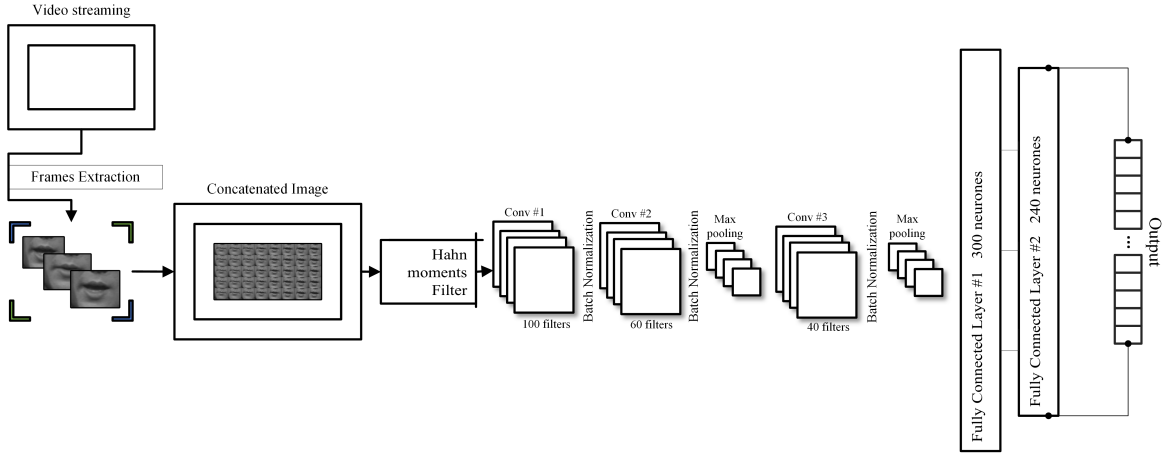 Video streaming
Frames Extraction
Concatenated Image
Hahn
moments
Filter
Conv #1
100 filters
Batch Normalization
Conv #2
60 filters
Batch Normalization
Max
pooling
Conv #3
40 filters
Batch Normalization
Max
pooling
Fully Connected Layer #1 300 neurones
Fully Connected Layer #2 240 neurones
...
Output